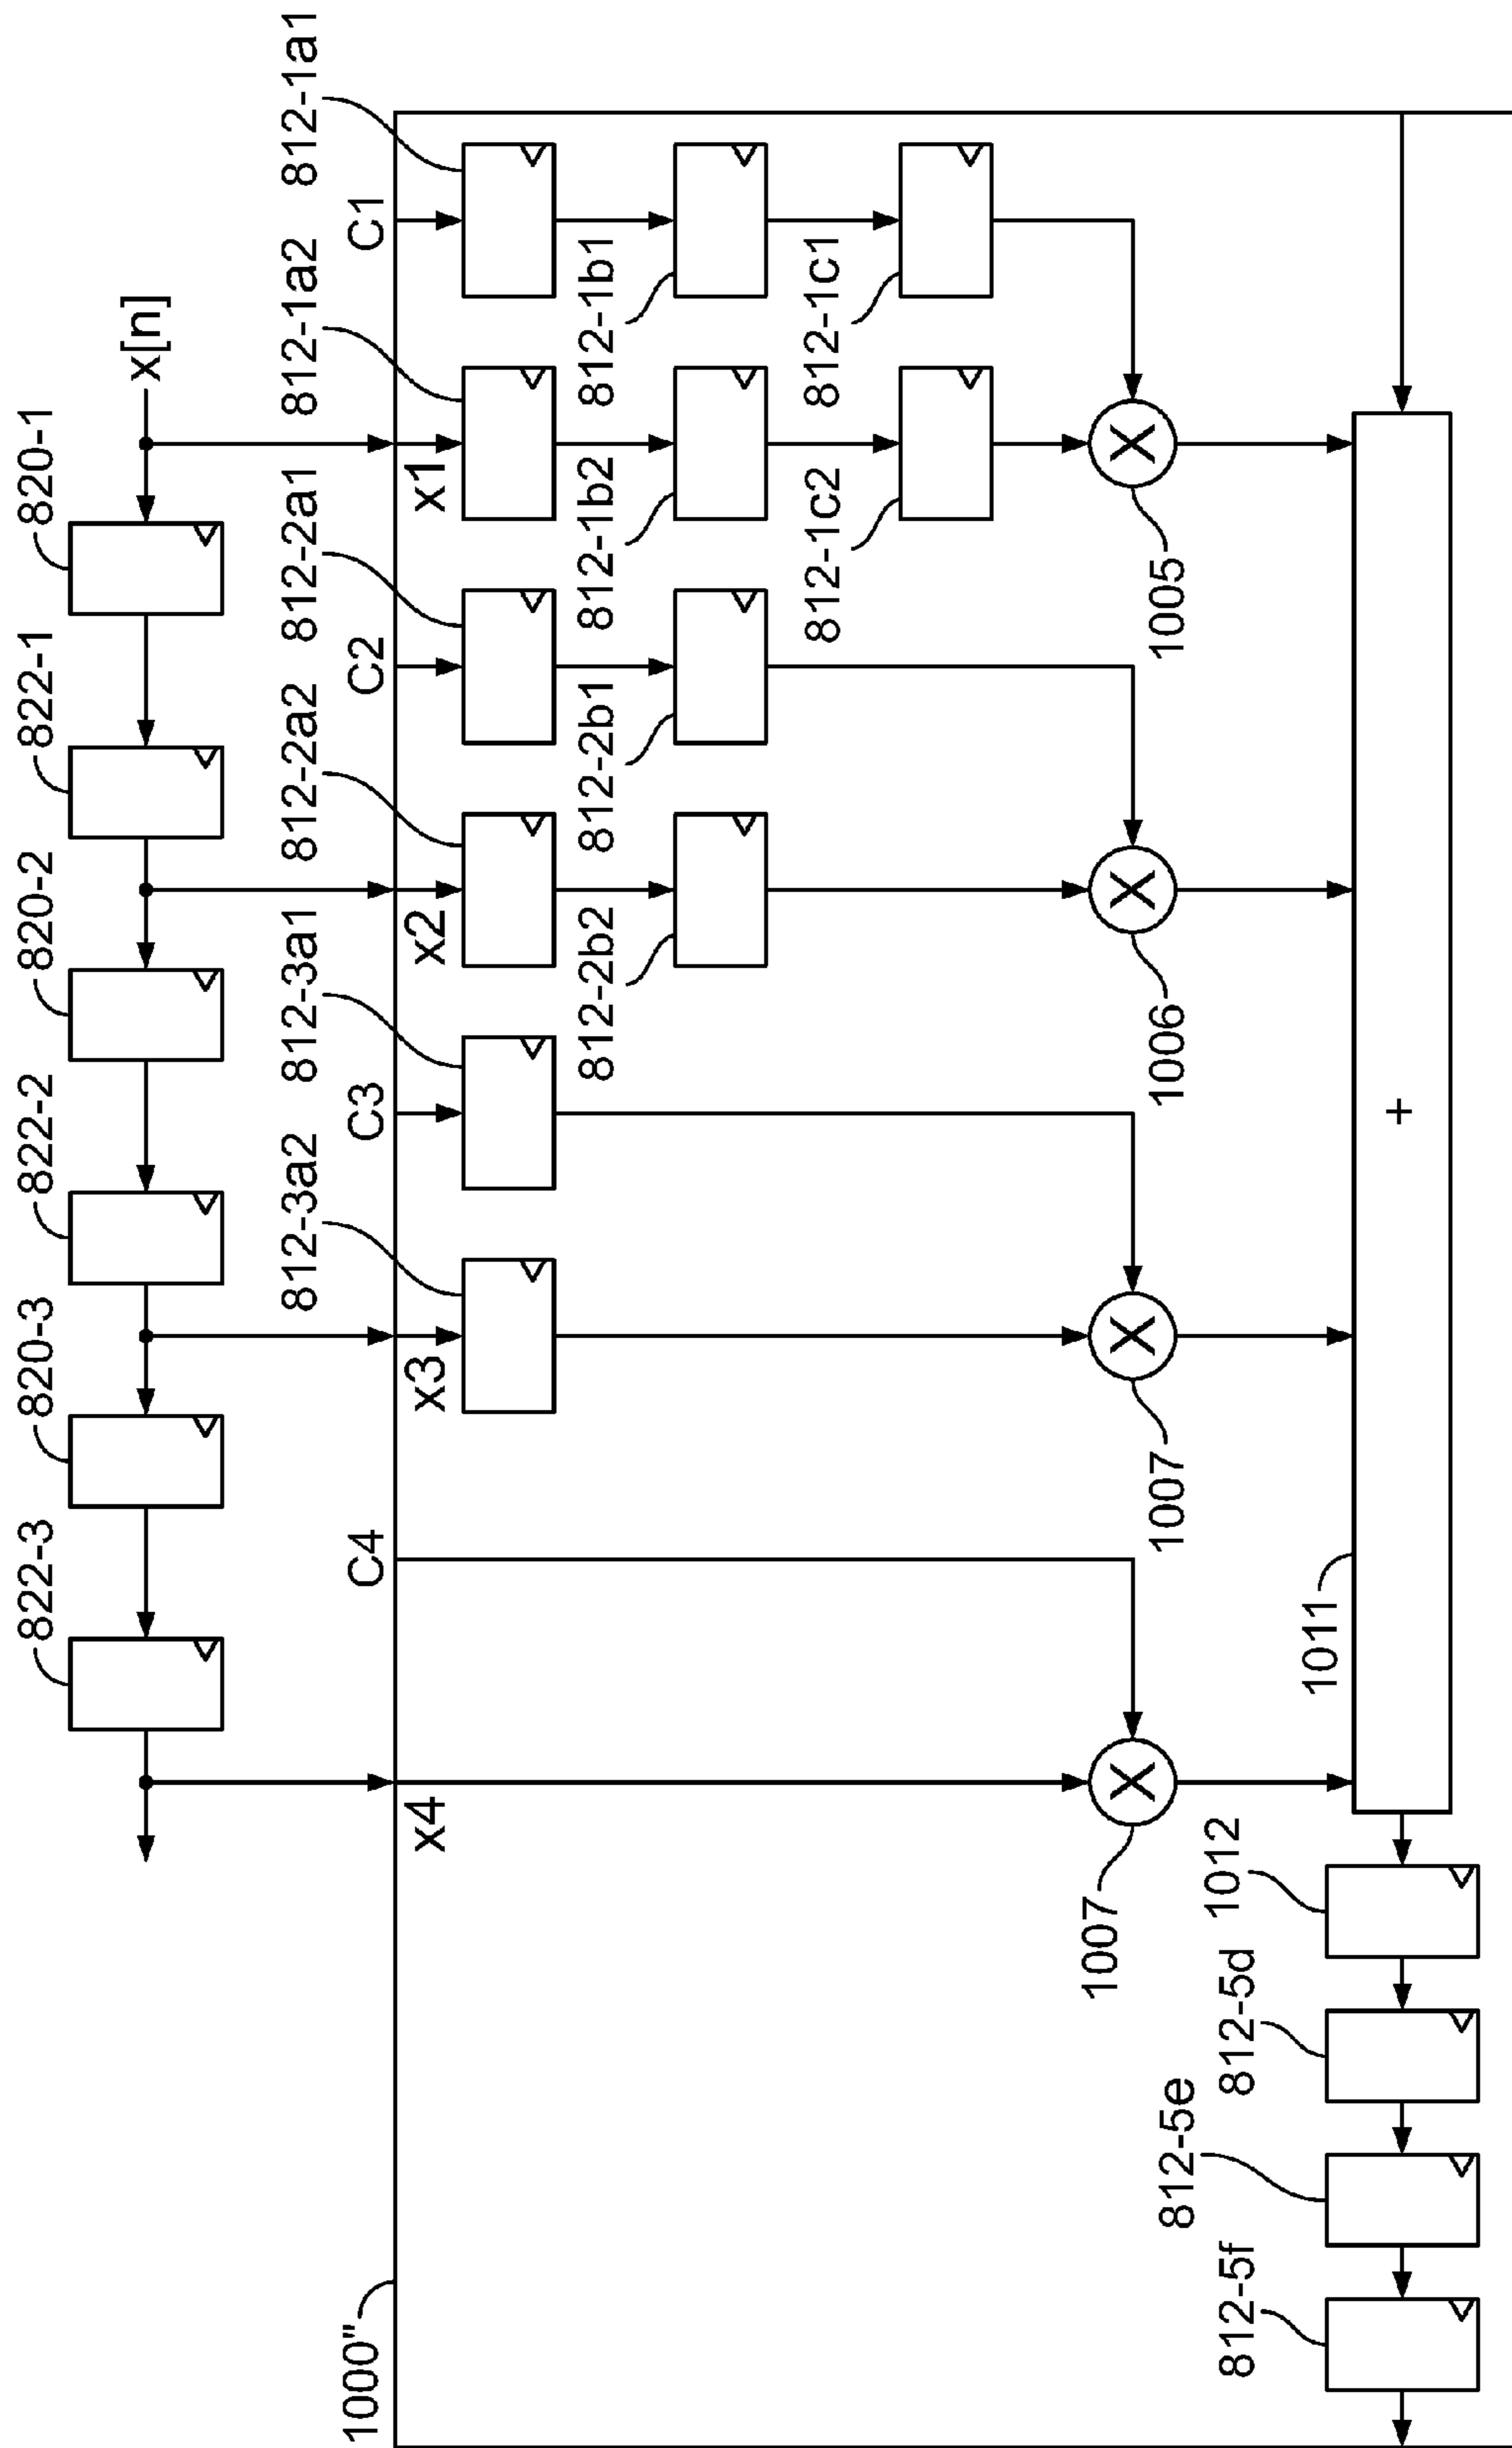 822-3 820-3 822-2 820-2 822-1 820-1
x[n]
812-3a2 812-3a1 812-2a2 812-2a1 812-1a2 812-1a1
1000" C4 C3 C2 C1
x4 x3 x2 x1
812-2b2 812-2b1 812-1b2 812-1b1
812-1c2 812-1c1
X X X X
1007
812-5e 1007 1006 1005
812-5f 812-5d 1012
1011
+